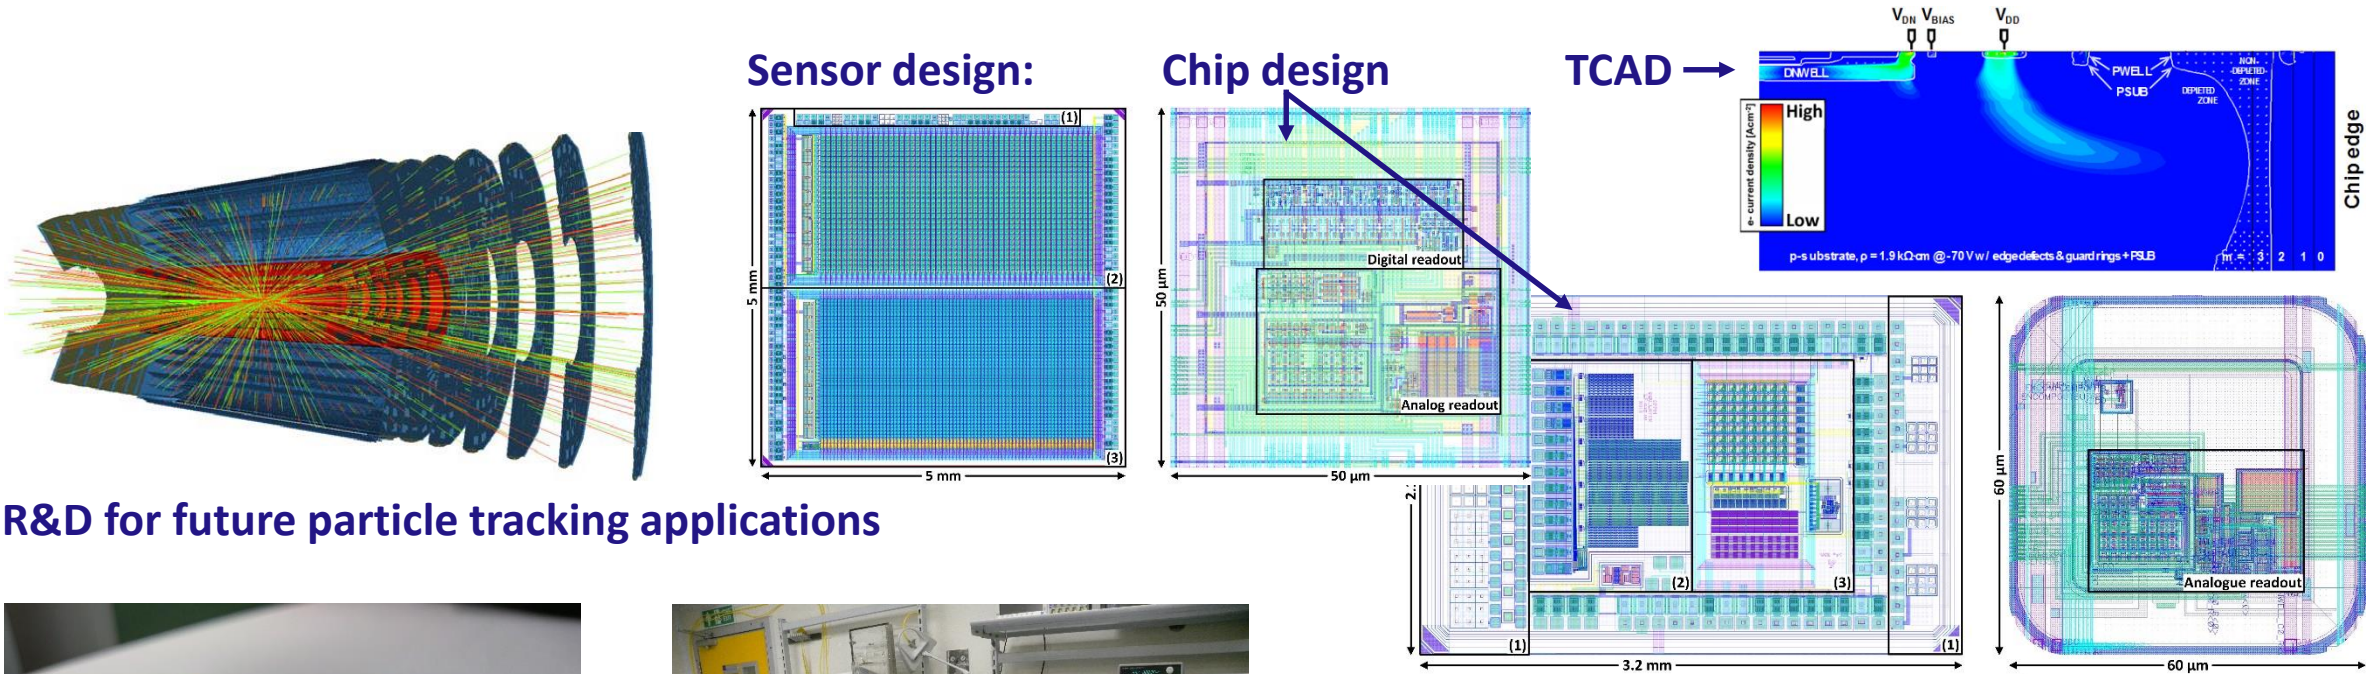 Sensor design:
Chip design
TCAD
V_DN V_BIAS V_DD
DNWELL
PWELL
PSUB
NON-
DEPLETED
ZONE
DEPLETED
ZONE
High
Low
e- current density [Acm⁻²]
p-substrate, ρ = 1.9 kΩ·cm @ -70 V w/ edge defects & guard rings + PSUB
m = 3 2 1 0
Chip edge
(1)
(2)
(3)
5 mm
5 mm
Digital readout
Analog readout
50 µm
50 µm
R&D for future particle tracking applications
(1)
(2)
(3)
(1)
3.2 mm
Analogue readout
60 µm
60 µm